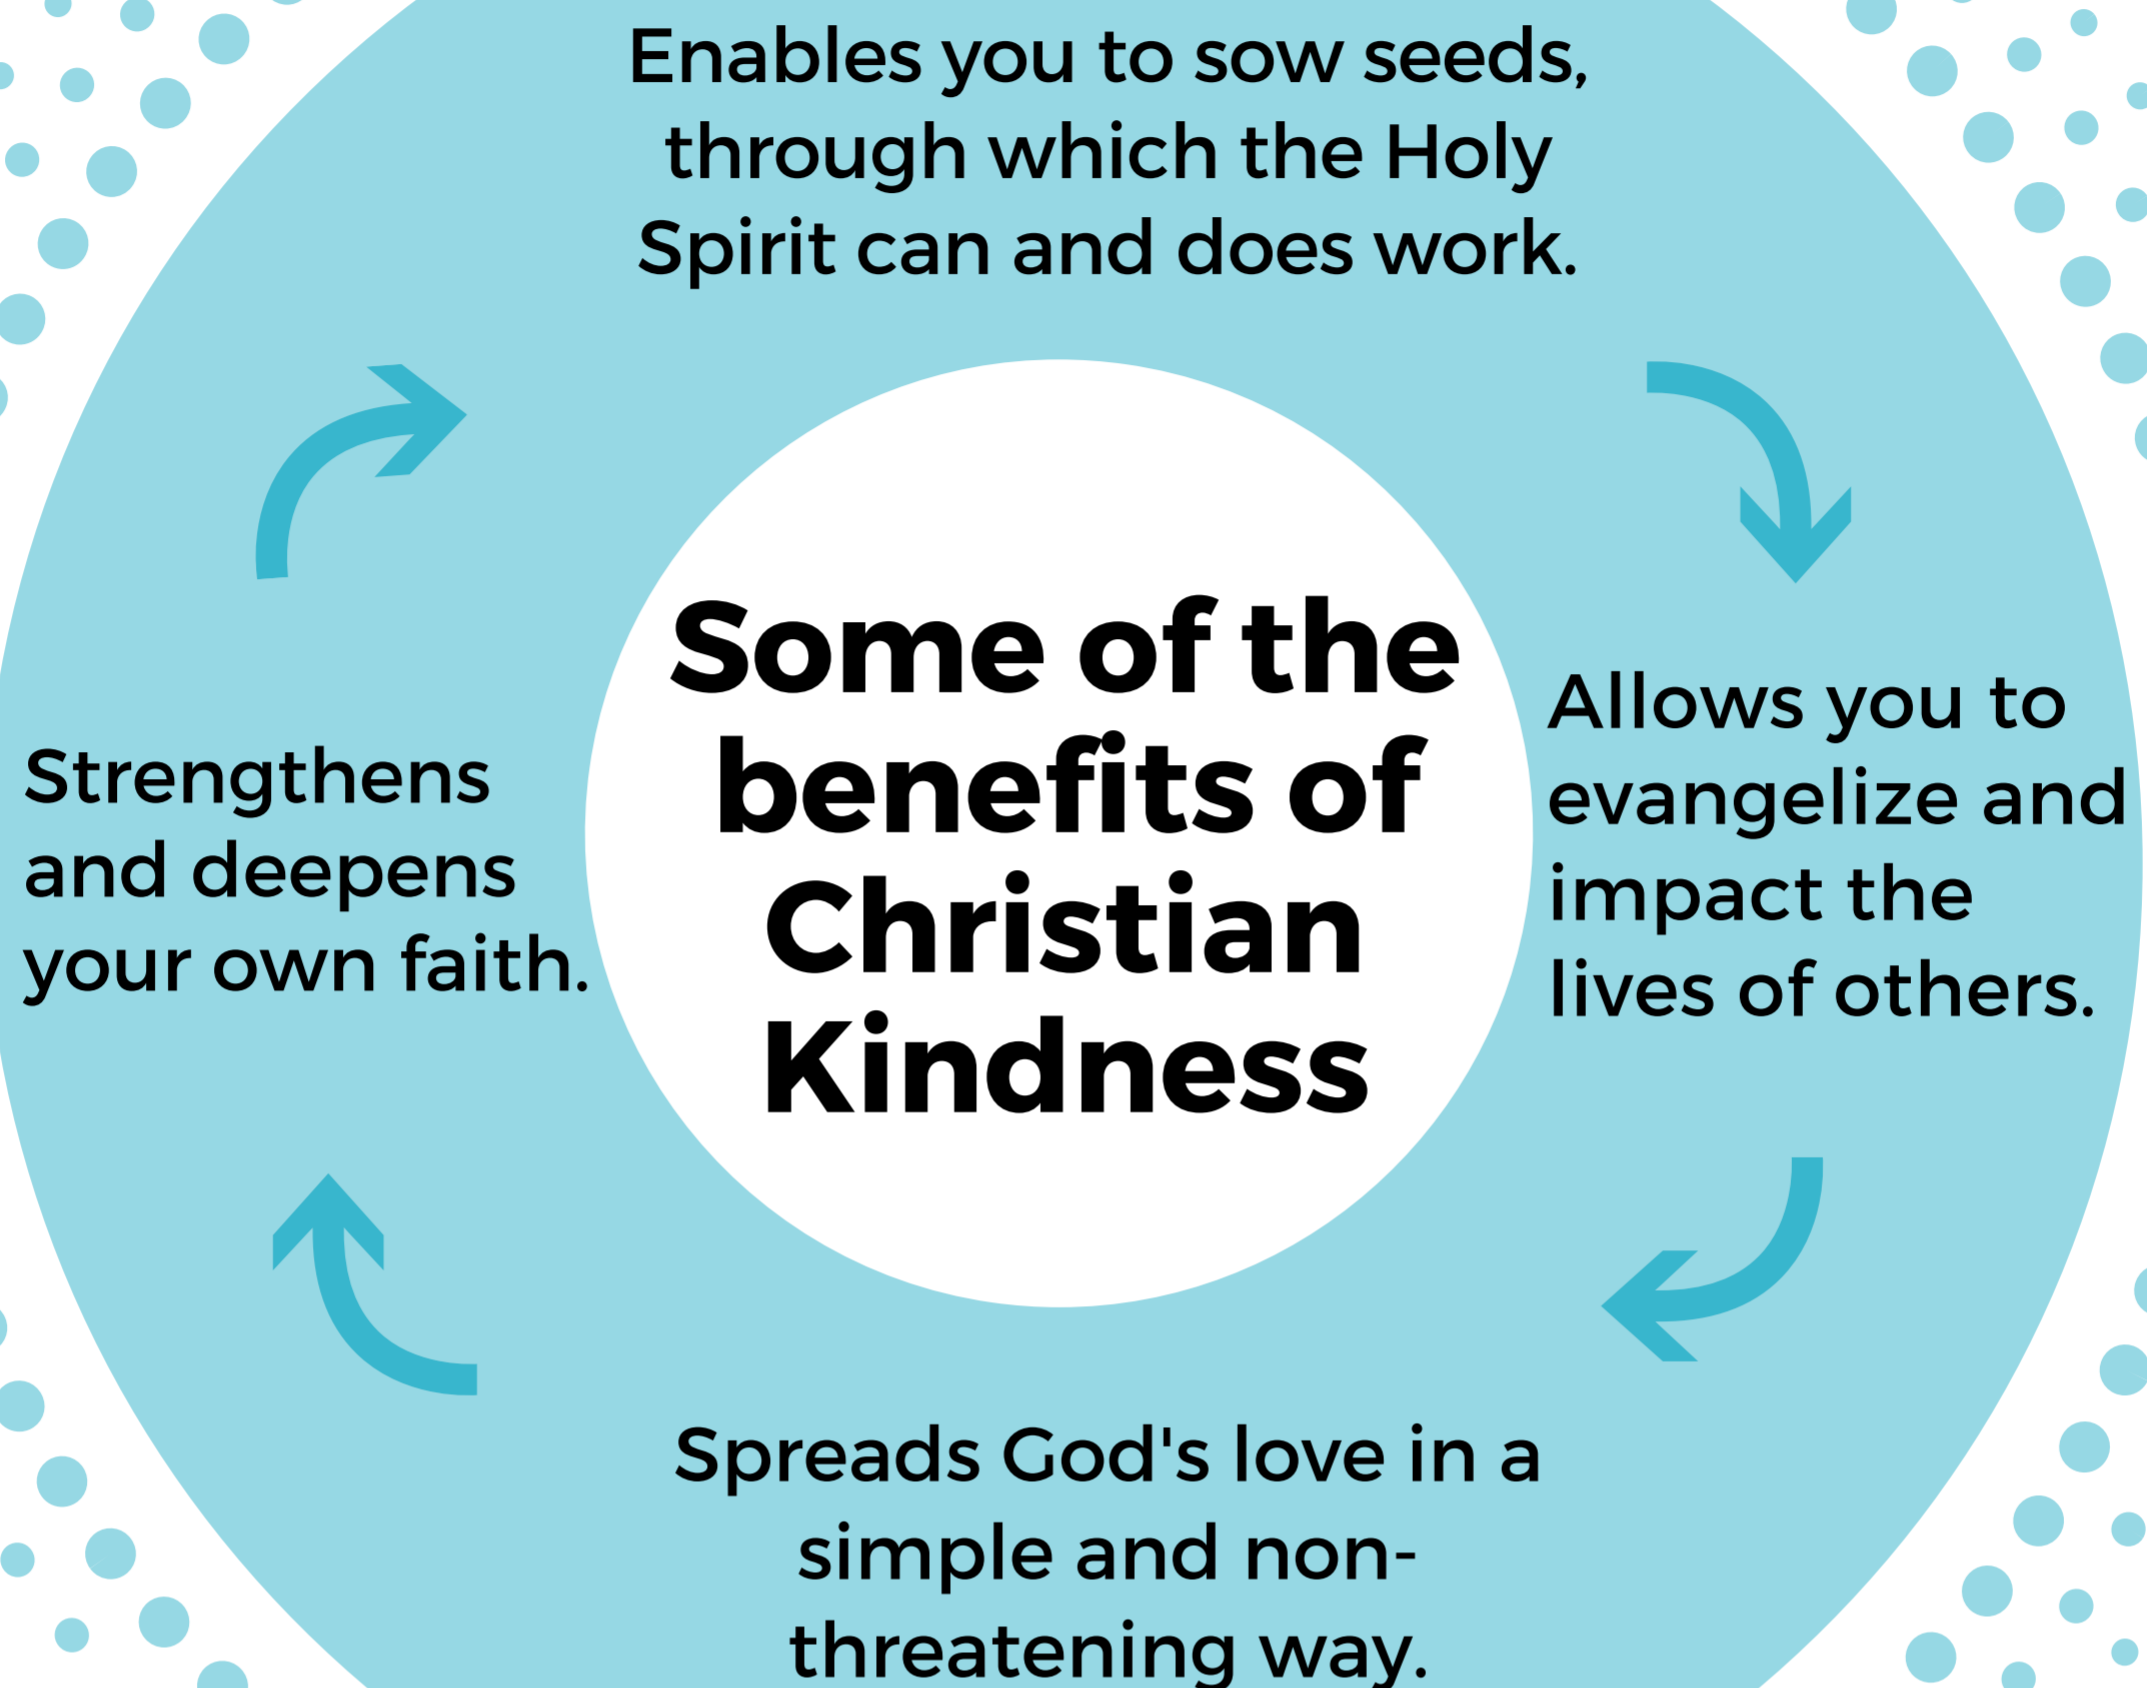 Enables you to sow seeds,
through which the Holy
Spirit can and does work.
Some of the
benefits of
Christian
Kindness
Allows you to
evangelize and
impact the
lives of others.
Spreads God's love in a
simple and non-
threatening way.
Strengthens
and deepens
your own faith.